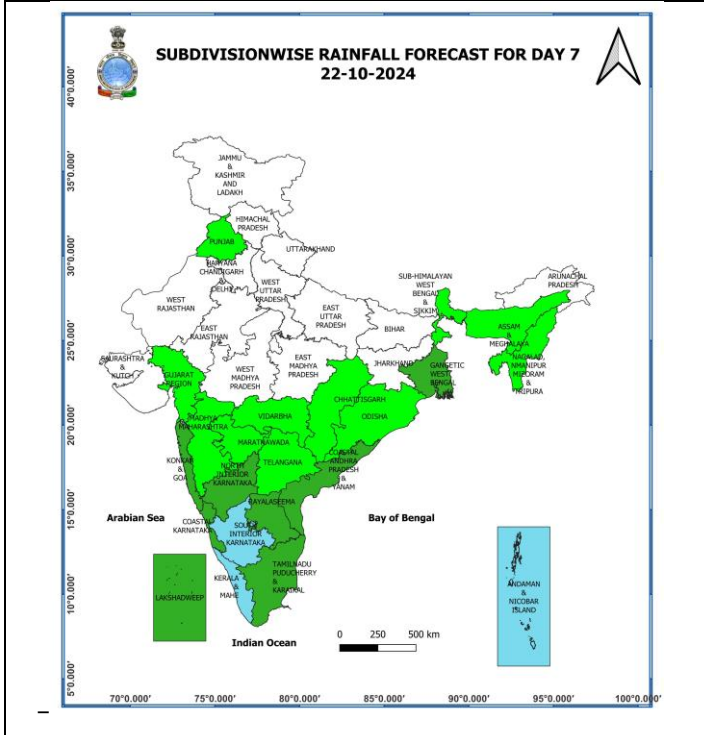 SUBDIVISIONWISE RAINFALL FORECAST FOR DAY 7
22-10-2024
40°0.000'
35°0.000'
30°0.000'
25°0.000'
20°0.000'
15°0.000'
10°0.000'
5°0.000'
JAMMU
&
KASHMIR
AND
LADAKH
HIMACHAL
PRADESH
PUNJAB
UTTARAKHAND
HARYANA
CHANDIGARH
&
DELHI
WEST
UTTAR
PRADESH
WEST
RAJASTHAN
EAST
RAJASTHAN
EAST
UTTAR
PRADESH
SUB-HIMALAYAN
WEST
BENGAL
&
SIKKIM
ARUNACHAL
PRADESH
ASSAM
&
MEGHALAYA
NAGALAD,
NMANIPUR
MIZORAM
&
TRIPURA
BIHAR
JHARKHAND
GANGETIC
WEST
BENGAL
SAURASHTRA
&
KUTCH
GUJARAT
REGION
WEST
MADHYA
PRADESH
EAST
MADHYA
PRADESH
CHHATTISGARH
ODISHA
MADHYA
MAHARASHTRA
VIDARBHA
MARATHAWADA
KONKAN
&
GOA
NORTH
INTERIOR
KARNATAKA
TELANGANA
COASTAL
ANDHRA
PRADESH
&
YANAM
RAYALASEEMA
Arabian Sea
Bay of Bengal
COASTAL
KARNATAKA
SOUTH
INTERIOR
KARNATAKA
TAMILNADU
PUDUCHERRY
&
KARAIKAL
KERALA
&
MAHE
LAKSHADWEEP
ANDAMAN
&
NICOBAR
ISLAND
Indian Ocean
0 250 500 km
70°0.000' 75°0.000' 80°0.000' 85°0.000' 90°0.000' 95°0.000' 100°0.000'